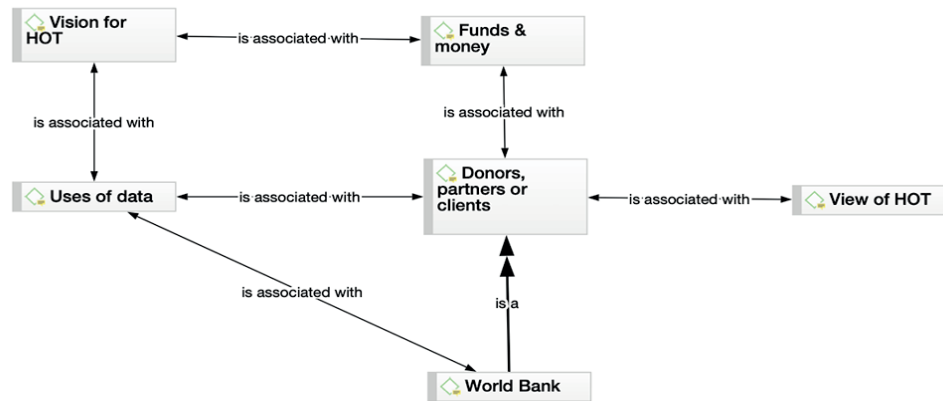 Vision for
HOT
is associated with
Funds &
money
is associated with
is associated with
Uses of data
is associated with
Donors,
partners or
clients
is associated with
View of HOT
is associated with
is a
World Bank